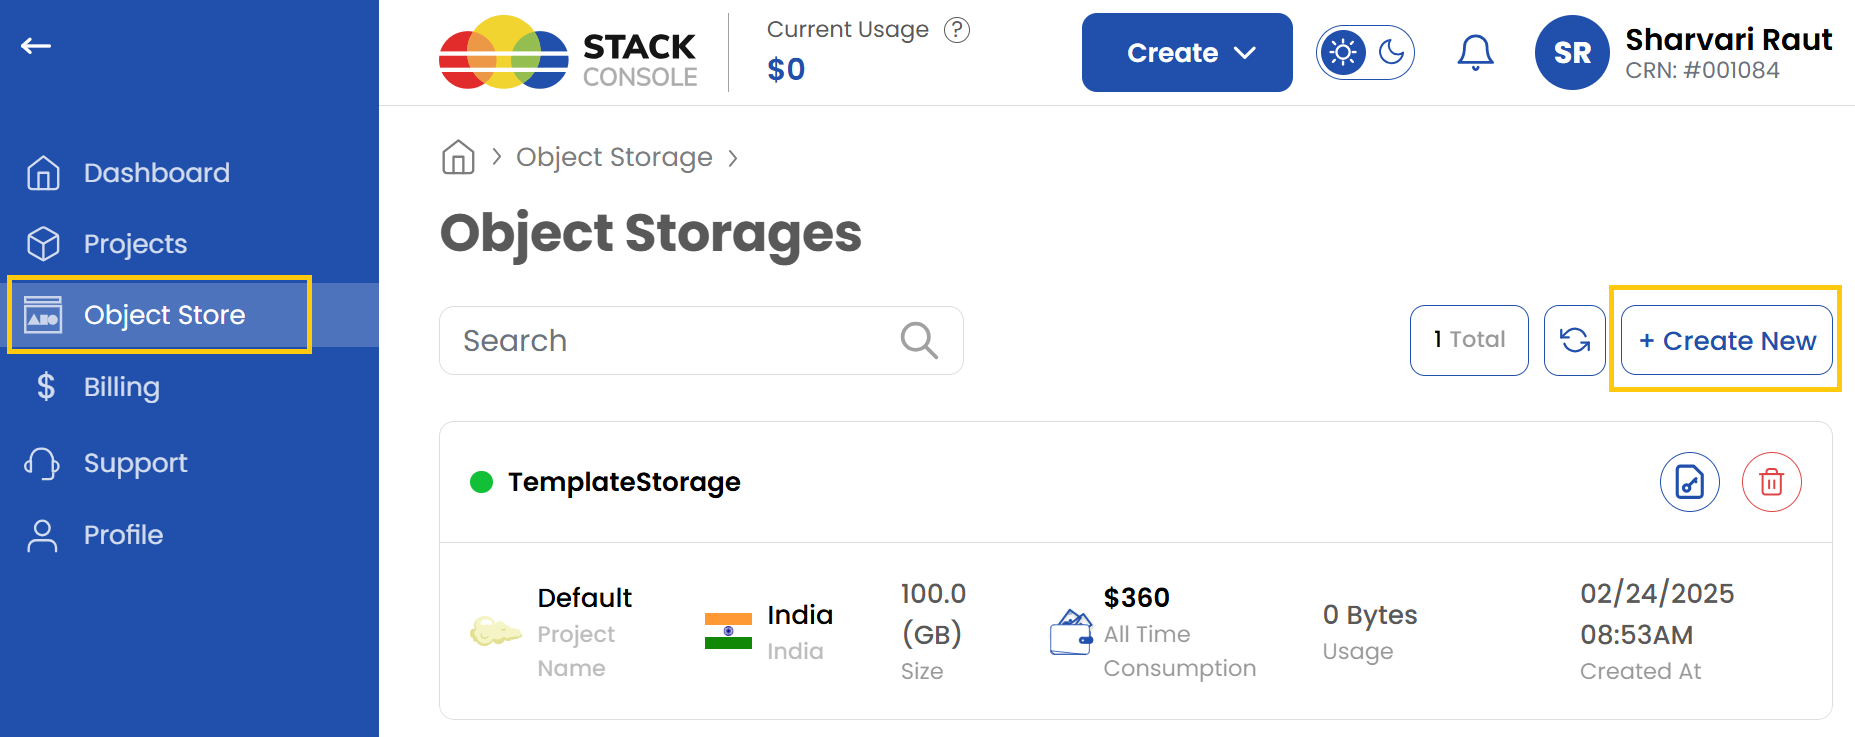 STACK
CONSOLE
Current Usage ?
$0
Create
SR
Sharvari Raut
CRN: #001084
Dashboard
Projects
Object Store
Billing
Support
Profile
Object Storage
Object Storages
Search
1 Total
+ Create New
TemplateStorage
Default
Project
Name
India
India
100.0
(GB)
Size
$360
All Time
Consumption
0 Bytes
Usage
02/24/2025
08:53AM
Created At